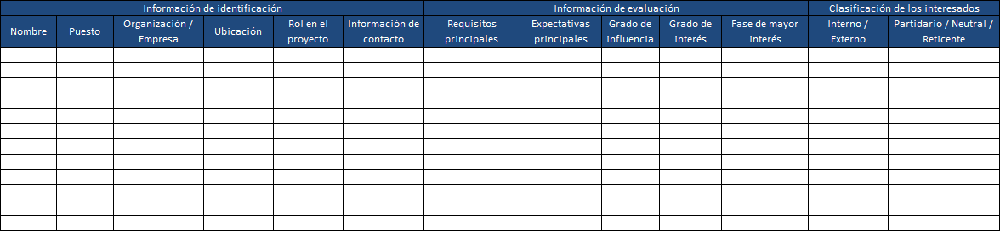 Información de identificación Información de evaluación Clasificación de los interesados
Nombre Puesto Organización / Empresa Ubicación Rol en el proyecto Información de contacto Requisitos principales Expectativas principales Grado de influencia Grado de interés Fase de mayor interés Interno / Externo Partidario / Neutral / Reticente